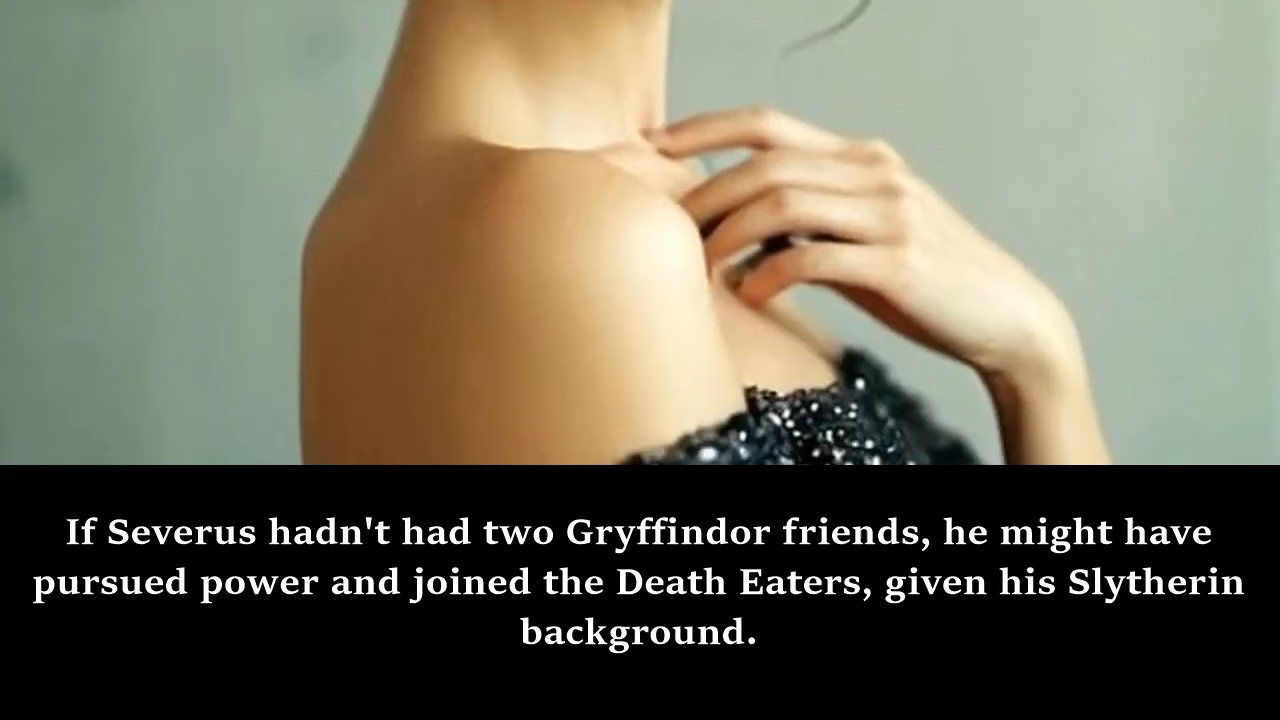 If Severus hadn't had two Gryffindor friends, he might have
pursued power and joined the Death Eaters, given his Slytherin
background.